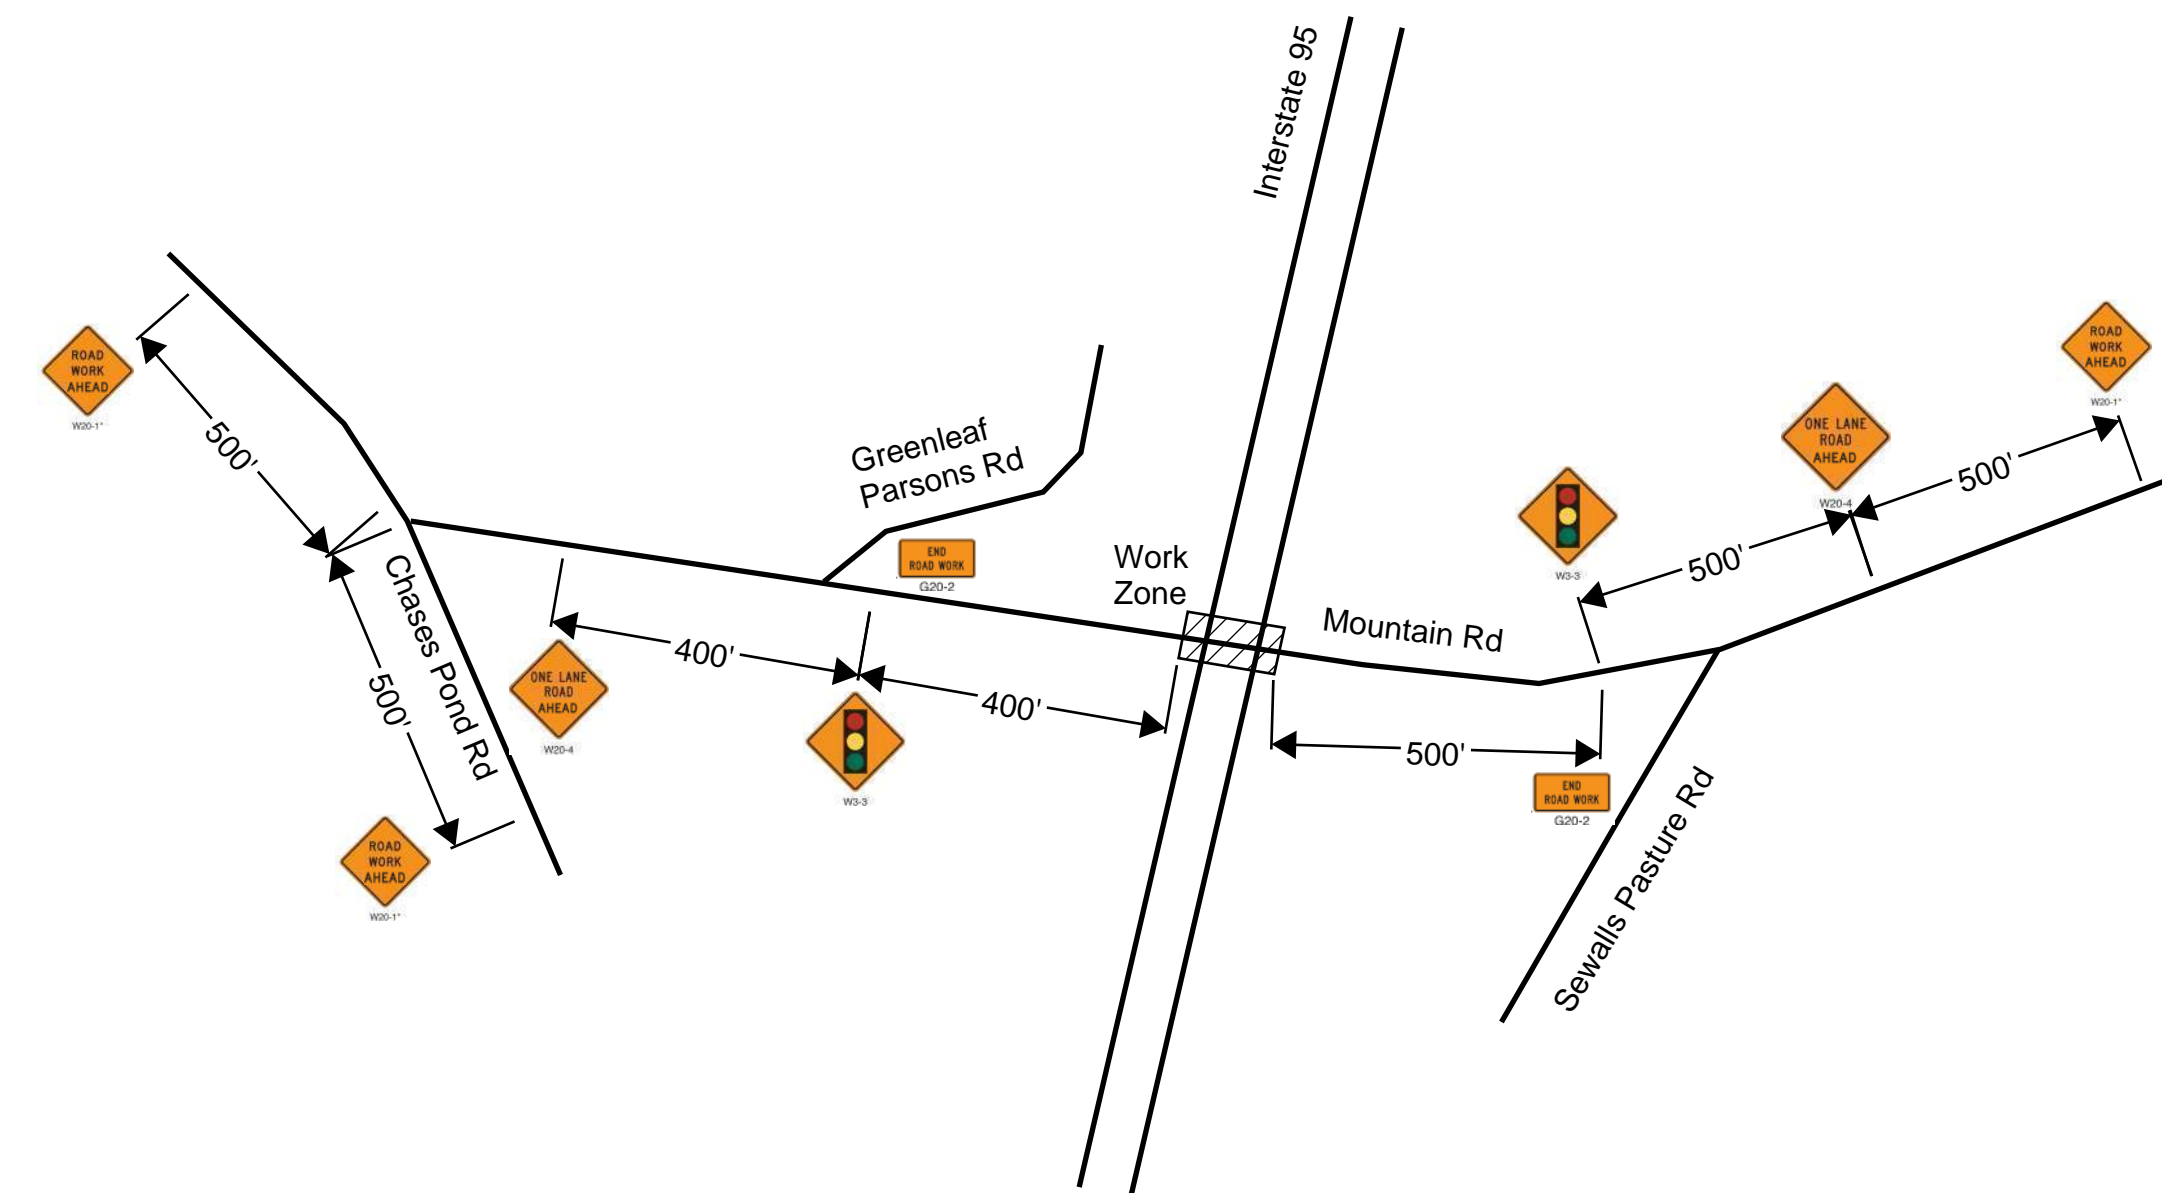 Interstate 95
ROAD
WORK
AHEAD
W20-1*
500'
Chases Pond Rd
500'
ROAD
WORK
AHEAD
W20-1*
ONE LANE
ROAD
AHEAD
W20-4
400'
Greenleaf
Parsons Rd
END
ROAD WORK
G20-2
W3-3
400'
Work
Zone
Mountain Rd
500'
END
ROAD WORK
G20-2
Sewalls Pasture Rd
W3-3
500'
ONE LANE
ROAD
AHEAD
W20-4
500'
ROAD
WORK
AHEAD
W20-1*